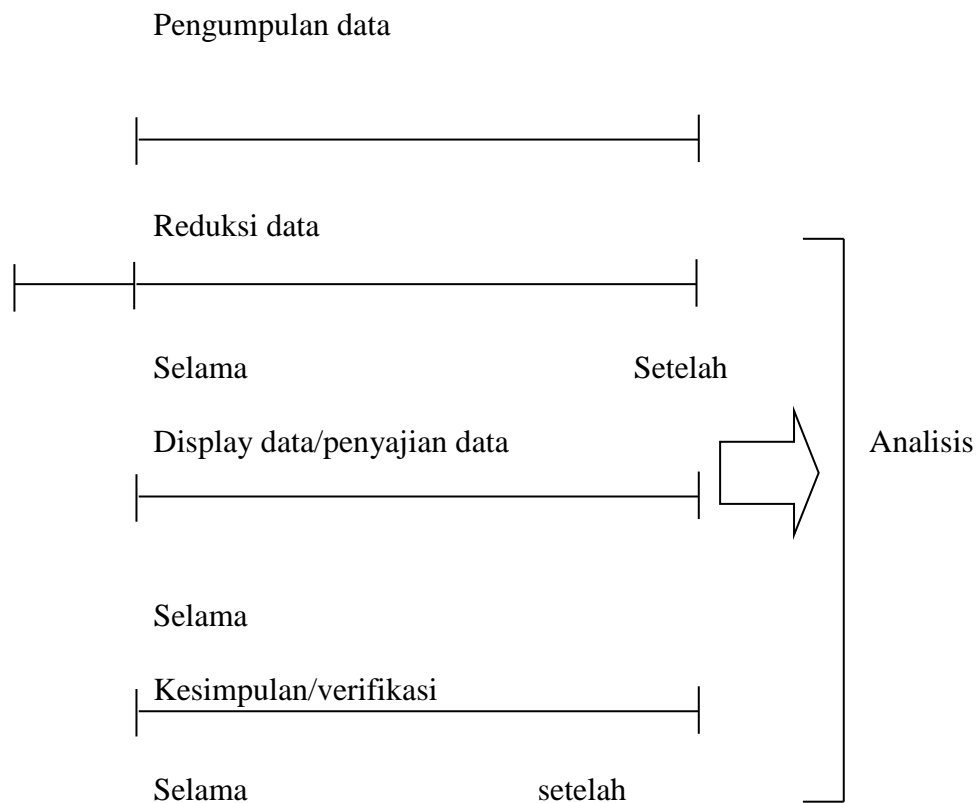 Pengumpulan data
Reduksi data
Selama Setelah
Display data/penyajian data
Analisis
Selama
Kesimpulan/verifikasi
Selama setelah